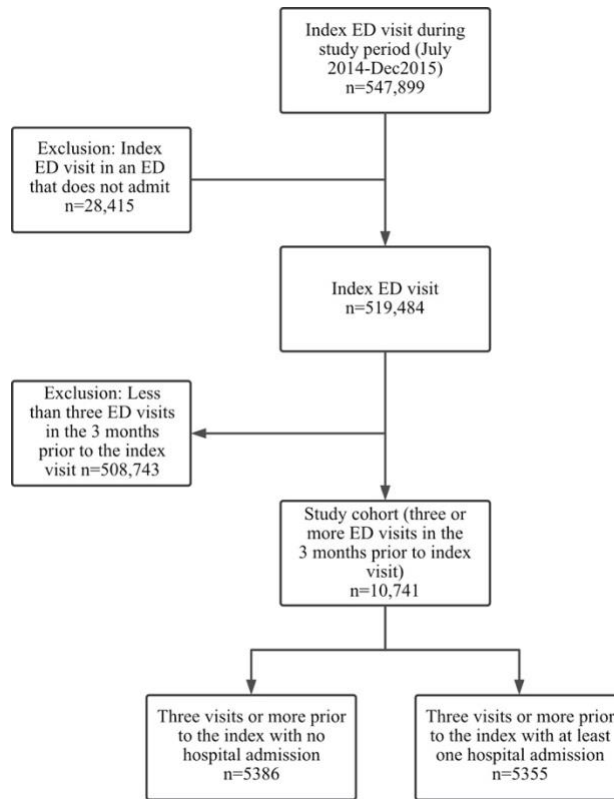 Index ED visit during
study period (July
2014-Dec2015)
n=547,899
Exclusion: Index
ED visit in an ED
that does not admit
n=28,415
Index ED visit
n=519,484
Exclusion: Less
than three ED visits
in the 3 months
prior to the index
visit n=508,743
Study cohort (three or
more ED visits in the
3 months prior to index
visit)
n=10,741
Three visits or more prior
to the index with no
hospital admission
n=5386
Three visits or more prior
to the index with at least
one hospital admission
n=5355